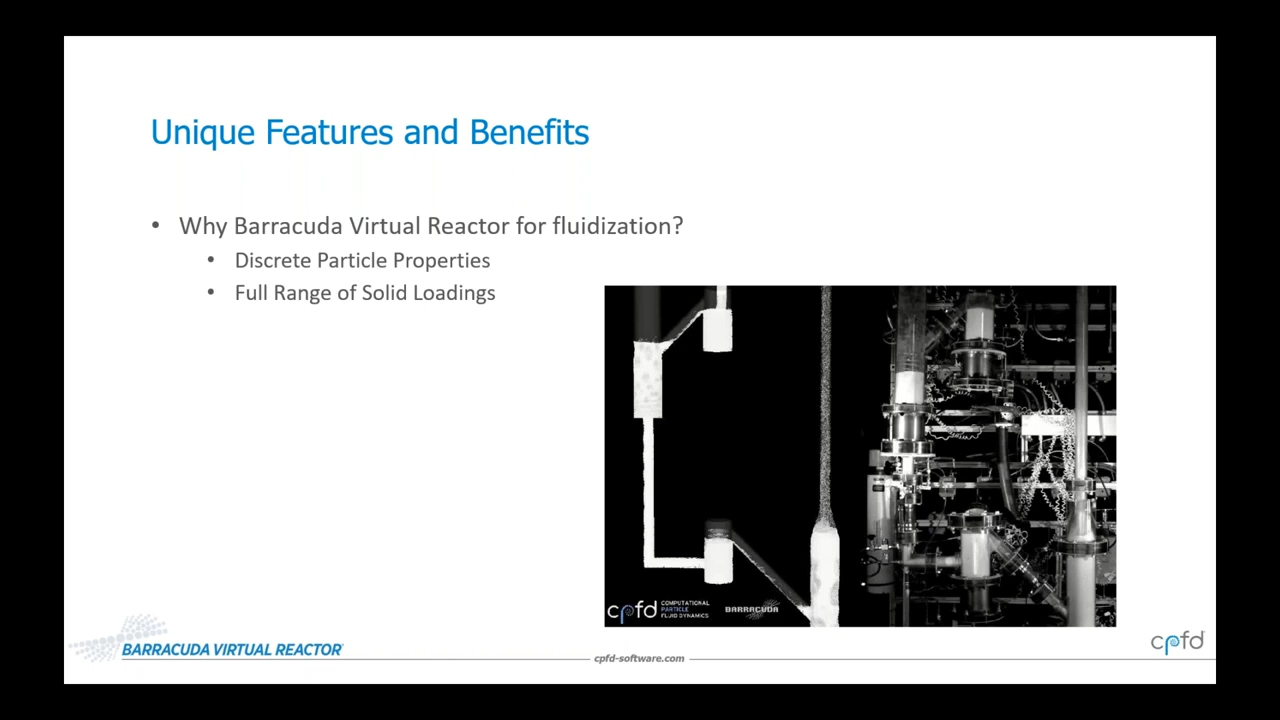 Unique Features and Benefits
• Why Barracuda Virtual Reactor for fluidization?
• Discrete Particle Properties
• Full Range of Solid Loadings
cpfd COMPUTATIONAL PARTICLE FLUID DYNAMICS
BARRACUDA
BARRACUDA VIRTUAL REACTOR
cpfd-software.com
cpfd